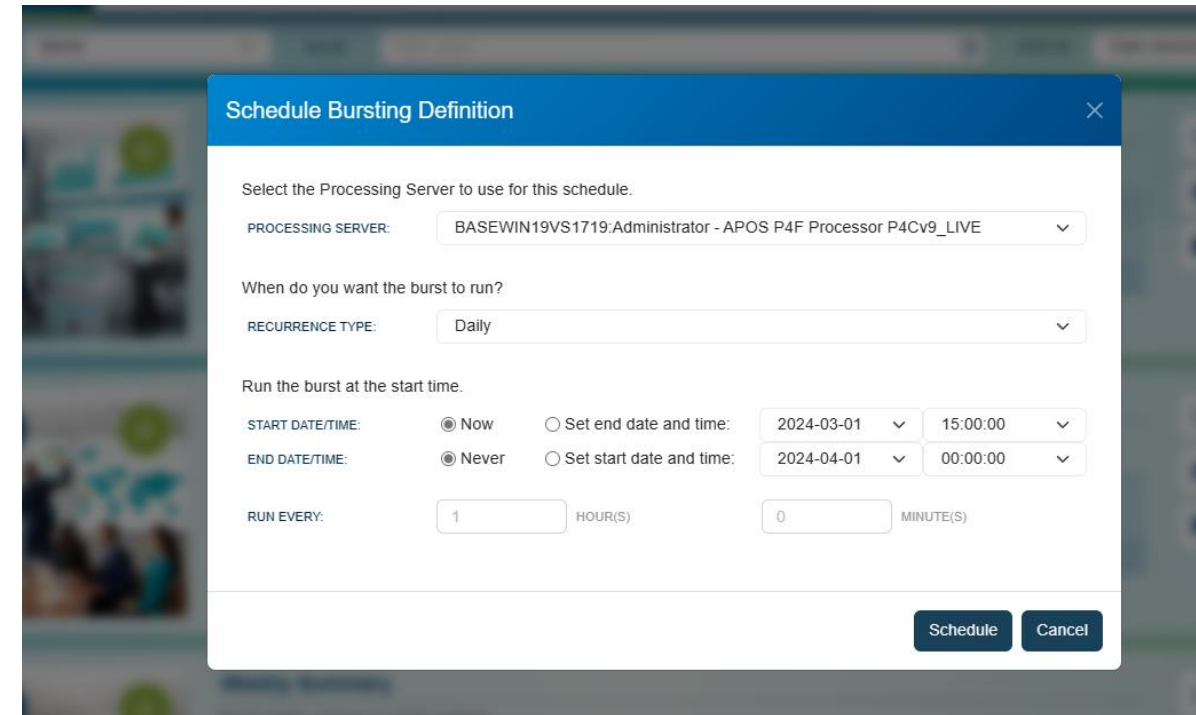 Schedule Bursting Definition
Select the Processing Server to use for this schedule.
PROCESSING SERVER: BASEWIN19VS1719:Administrator - APOS P4F Processor P4Cv9_LIVE
When do you want the burst to run?
RECURRENCE TYPE: Daily
Run the burst at the start time.
START DATE/TIME: Now Set end date and time: 2024-03-01 15:00:00
END DATE/TIME: Never Set start date and time: 2024-04-01 00:00:00
RUN EVERY: 1 HOUR(S) 0 MINUTE(S)
Schedule Cancel
Weekly Summary